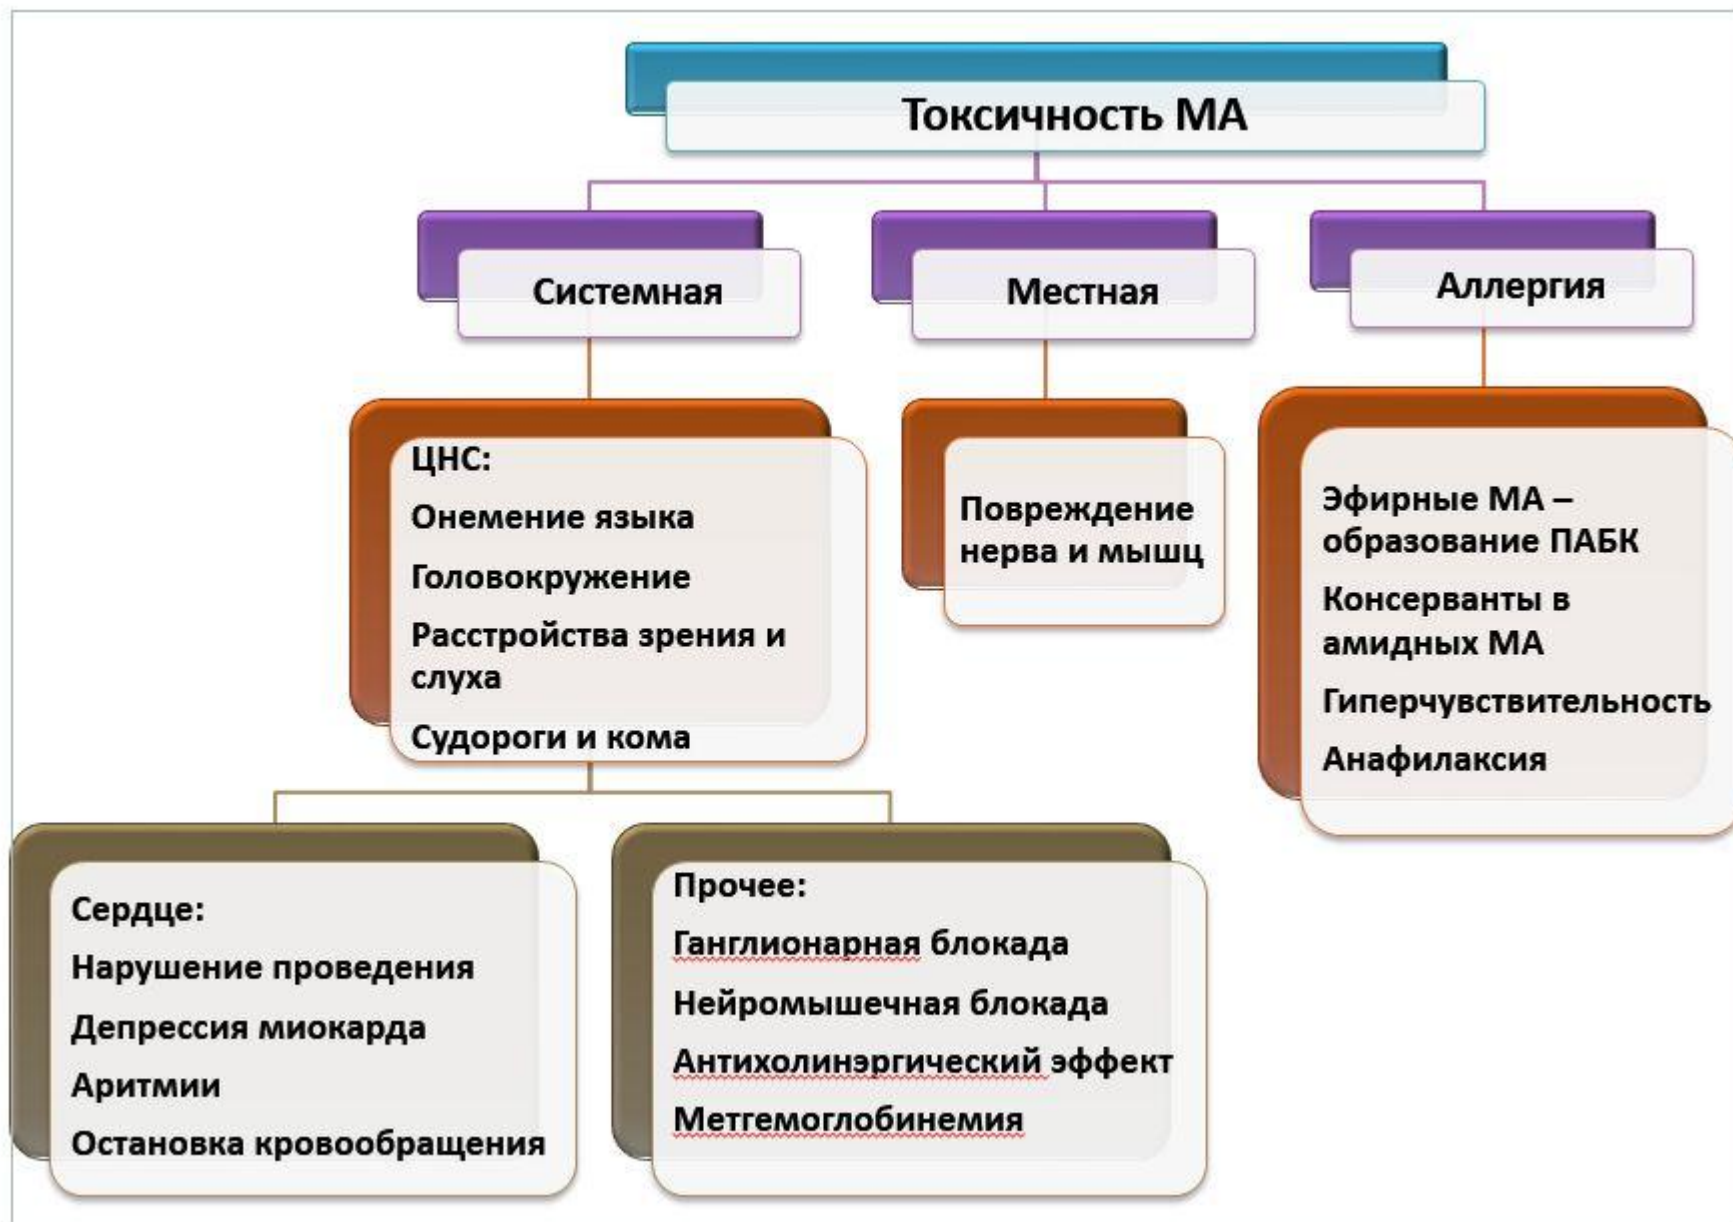 Токсичность МА
Системная
Местная
Аллергия
ЦНС:
Онемение языка
Головокружение
Расстройства зрения и
слуха
Судороги и кома
Повреждение
нерва и мышц
Эфирные МА –
образование ПАБК
Консерванты в
амидных МА
Гиперчувствительность
Анафилаксия
Сердце:
Нарушение проведения
Депрессия миокарда
Аритмии
Остановка кровообращения
Прочее:
Ганглионарная блокада
Нейромышечная блокада
Антихолинэргический эффект
Метгемоглобинемия